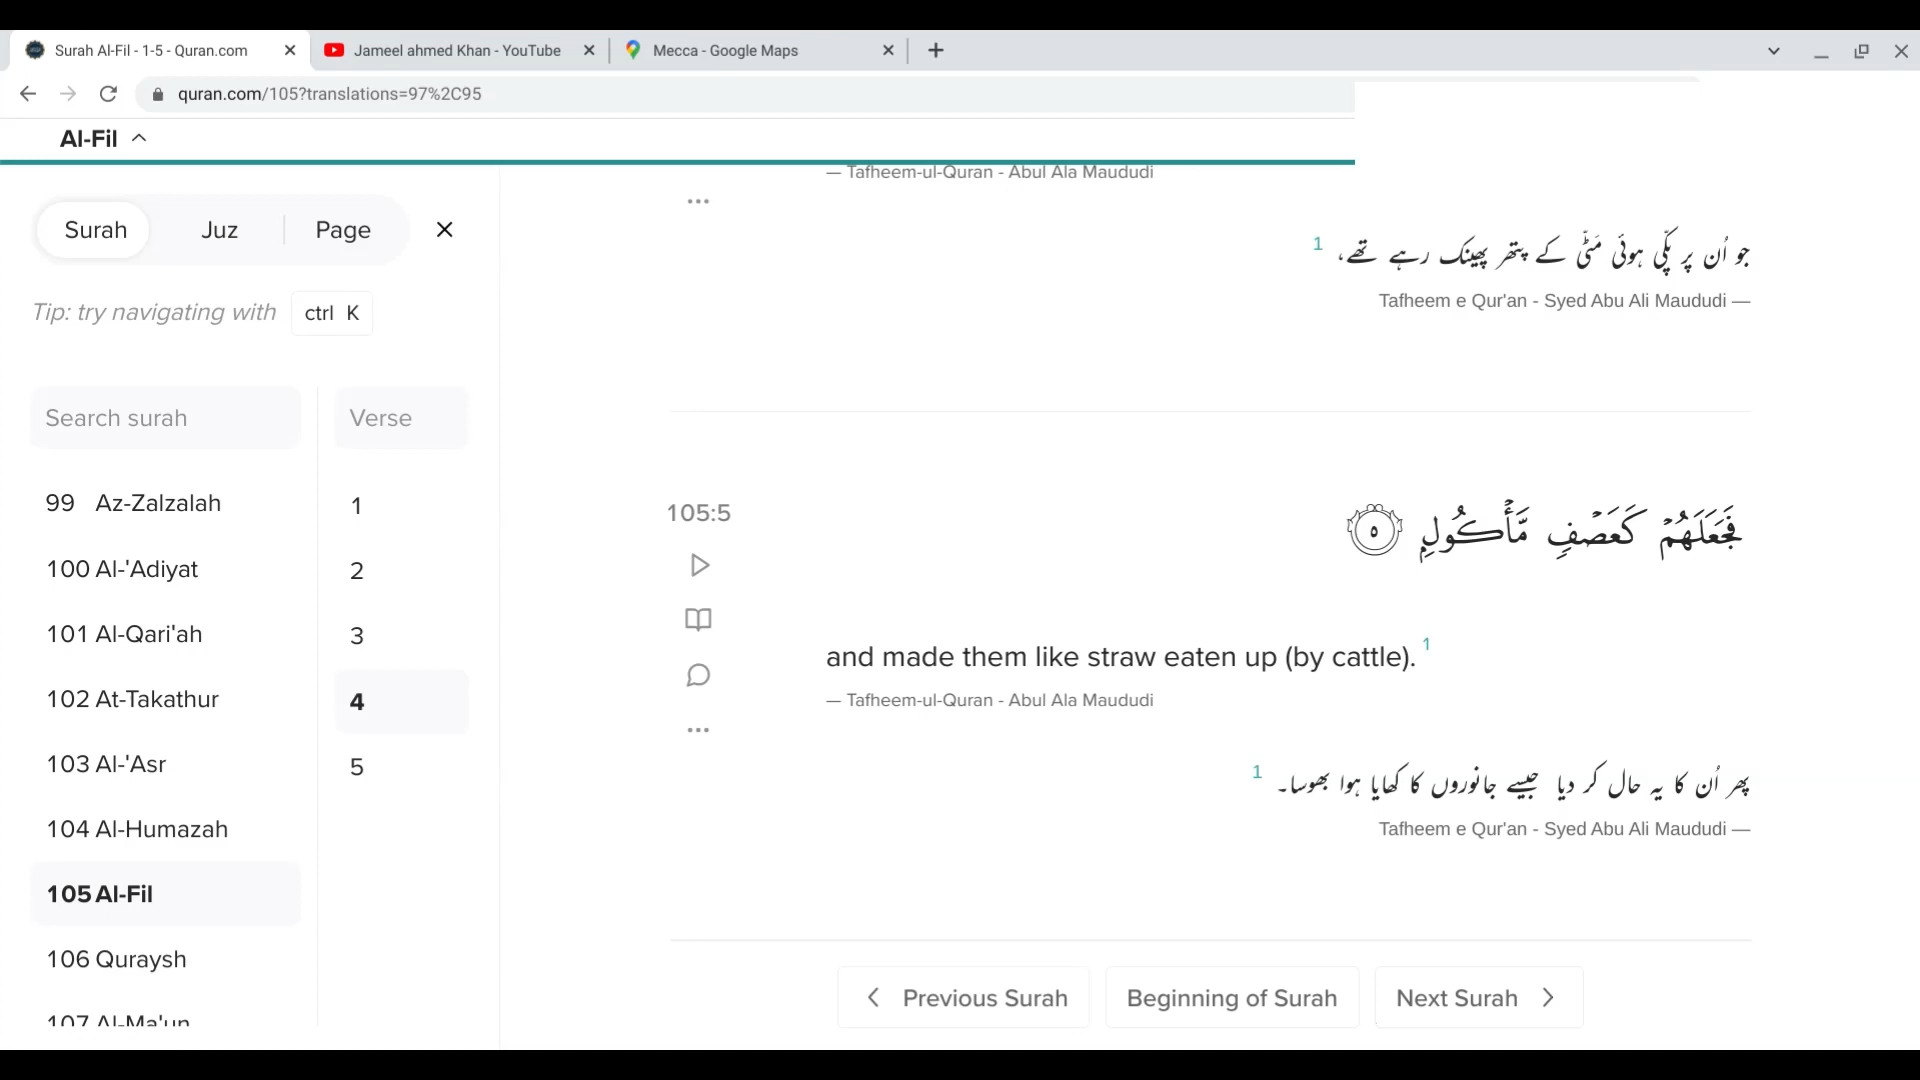 Surah Al-Fil - 1-5 - Quran.com
Jameel ahmed Khan - YouTube
Mecca - Google Maps
quran.com/105?translations=97%2C95
Al-Fil
Surah
Juz
Page
Tip: try navigating with ctrl K
Search surah
Verse
99 Az-Zalzalah
100 Al-'Adiyat
101 Al-Qari'ah
102 At-Takathur
103 Al-'Asr
104 Al-Humazah
105 Al-Fil
106 Quraysh
107 Al-Ma'un
1
2
3
4
5
— Tafheem-ul-Quran - Abul Ala Maududi
جو اُن پر پکّی ہوئی مَٹّی کے پتھر پھینک رہے تھے، 1
Tafheem e Qur'an - Syed Abu Ali Maududi —
105:5
فَجَعَلَهُمۡ كَعَصۡفٍ مَّأۡكُولِۭ ٥
and made them like straw eaten up (by cattle). 1
— Tafheem-ul-Quran - Abul Ala Maududi
پھر اُن کا یہ حال کر دیا جیسے جانوروں کا کھایا ہوا بھوسا۔ 1
Tafheem e Qur'an - Syed Abu Ali Maududi —
Previous Surah
Beginning of Surah
Next Surah